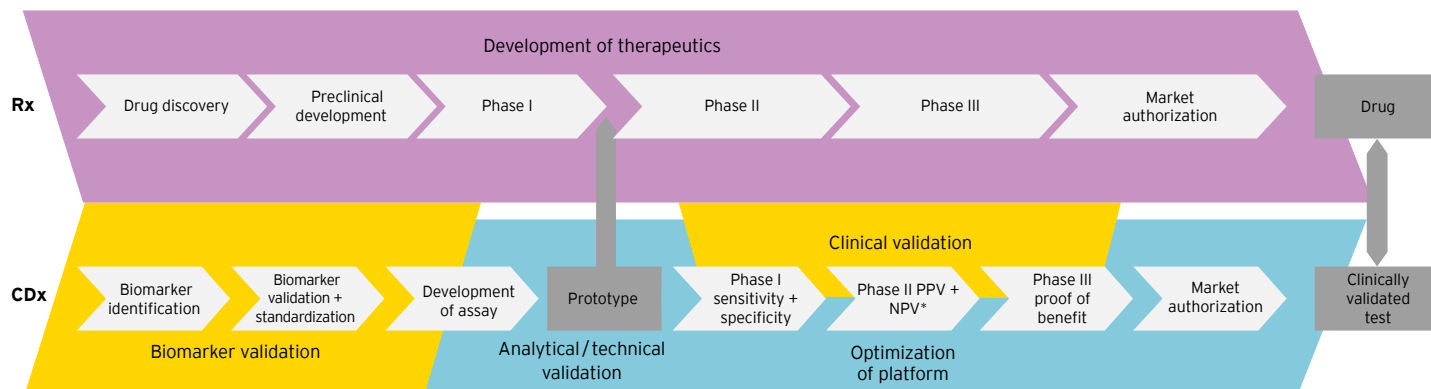 Development of therapeutics
Rx
Drug discovery
Preclinical
development
Phase I
Phase II
Phase III
Market
authorization
Drug
Clinical validation
CDx
Biomarker
identification
Biomarker
validation +
standardization
Development
of assay
Prototype
Phase I
sensitivity +
specificity
Phase II PPV +
NPV*
Phase III
proof of
benefit
Market
authorization
Clinically
validated
test
Biomarker validation
Analytical/technical
validation
Optimization
of platform